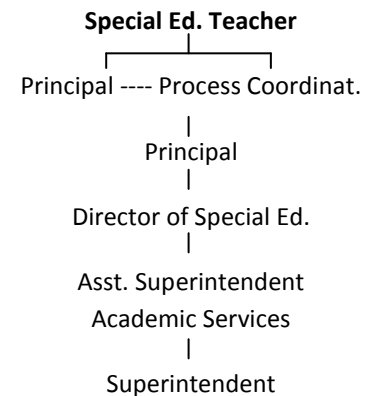 Special Ed. Teacher
Principal ---- Process Coordinat.
Principal
Director of Special Ed.
Asst. Superintendent
Academic Services
Superintendent